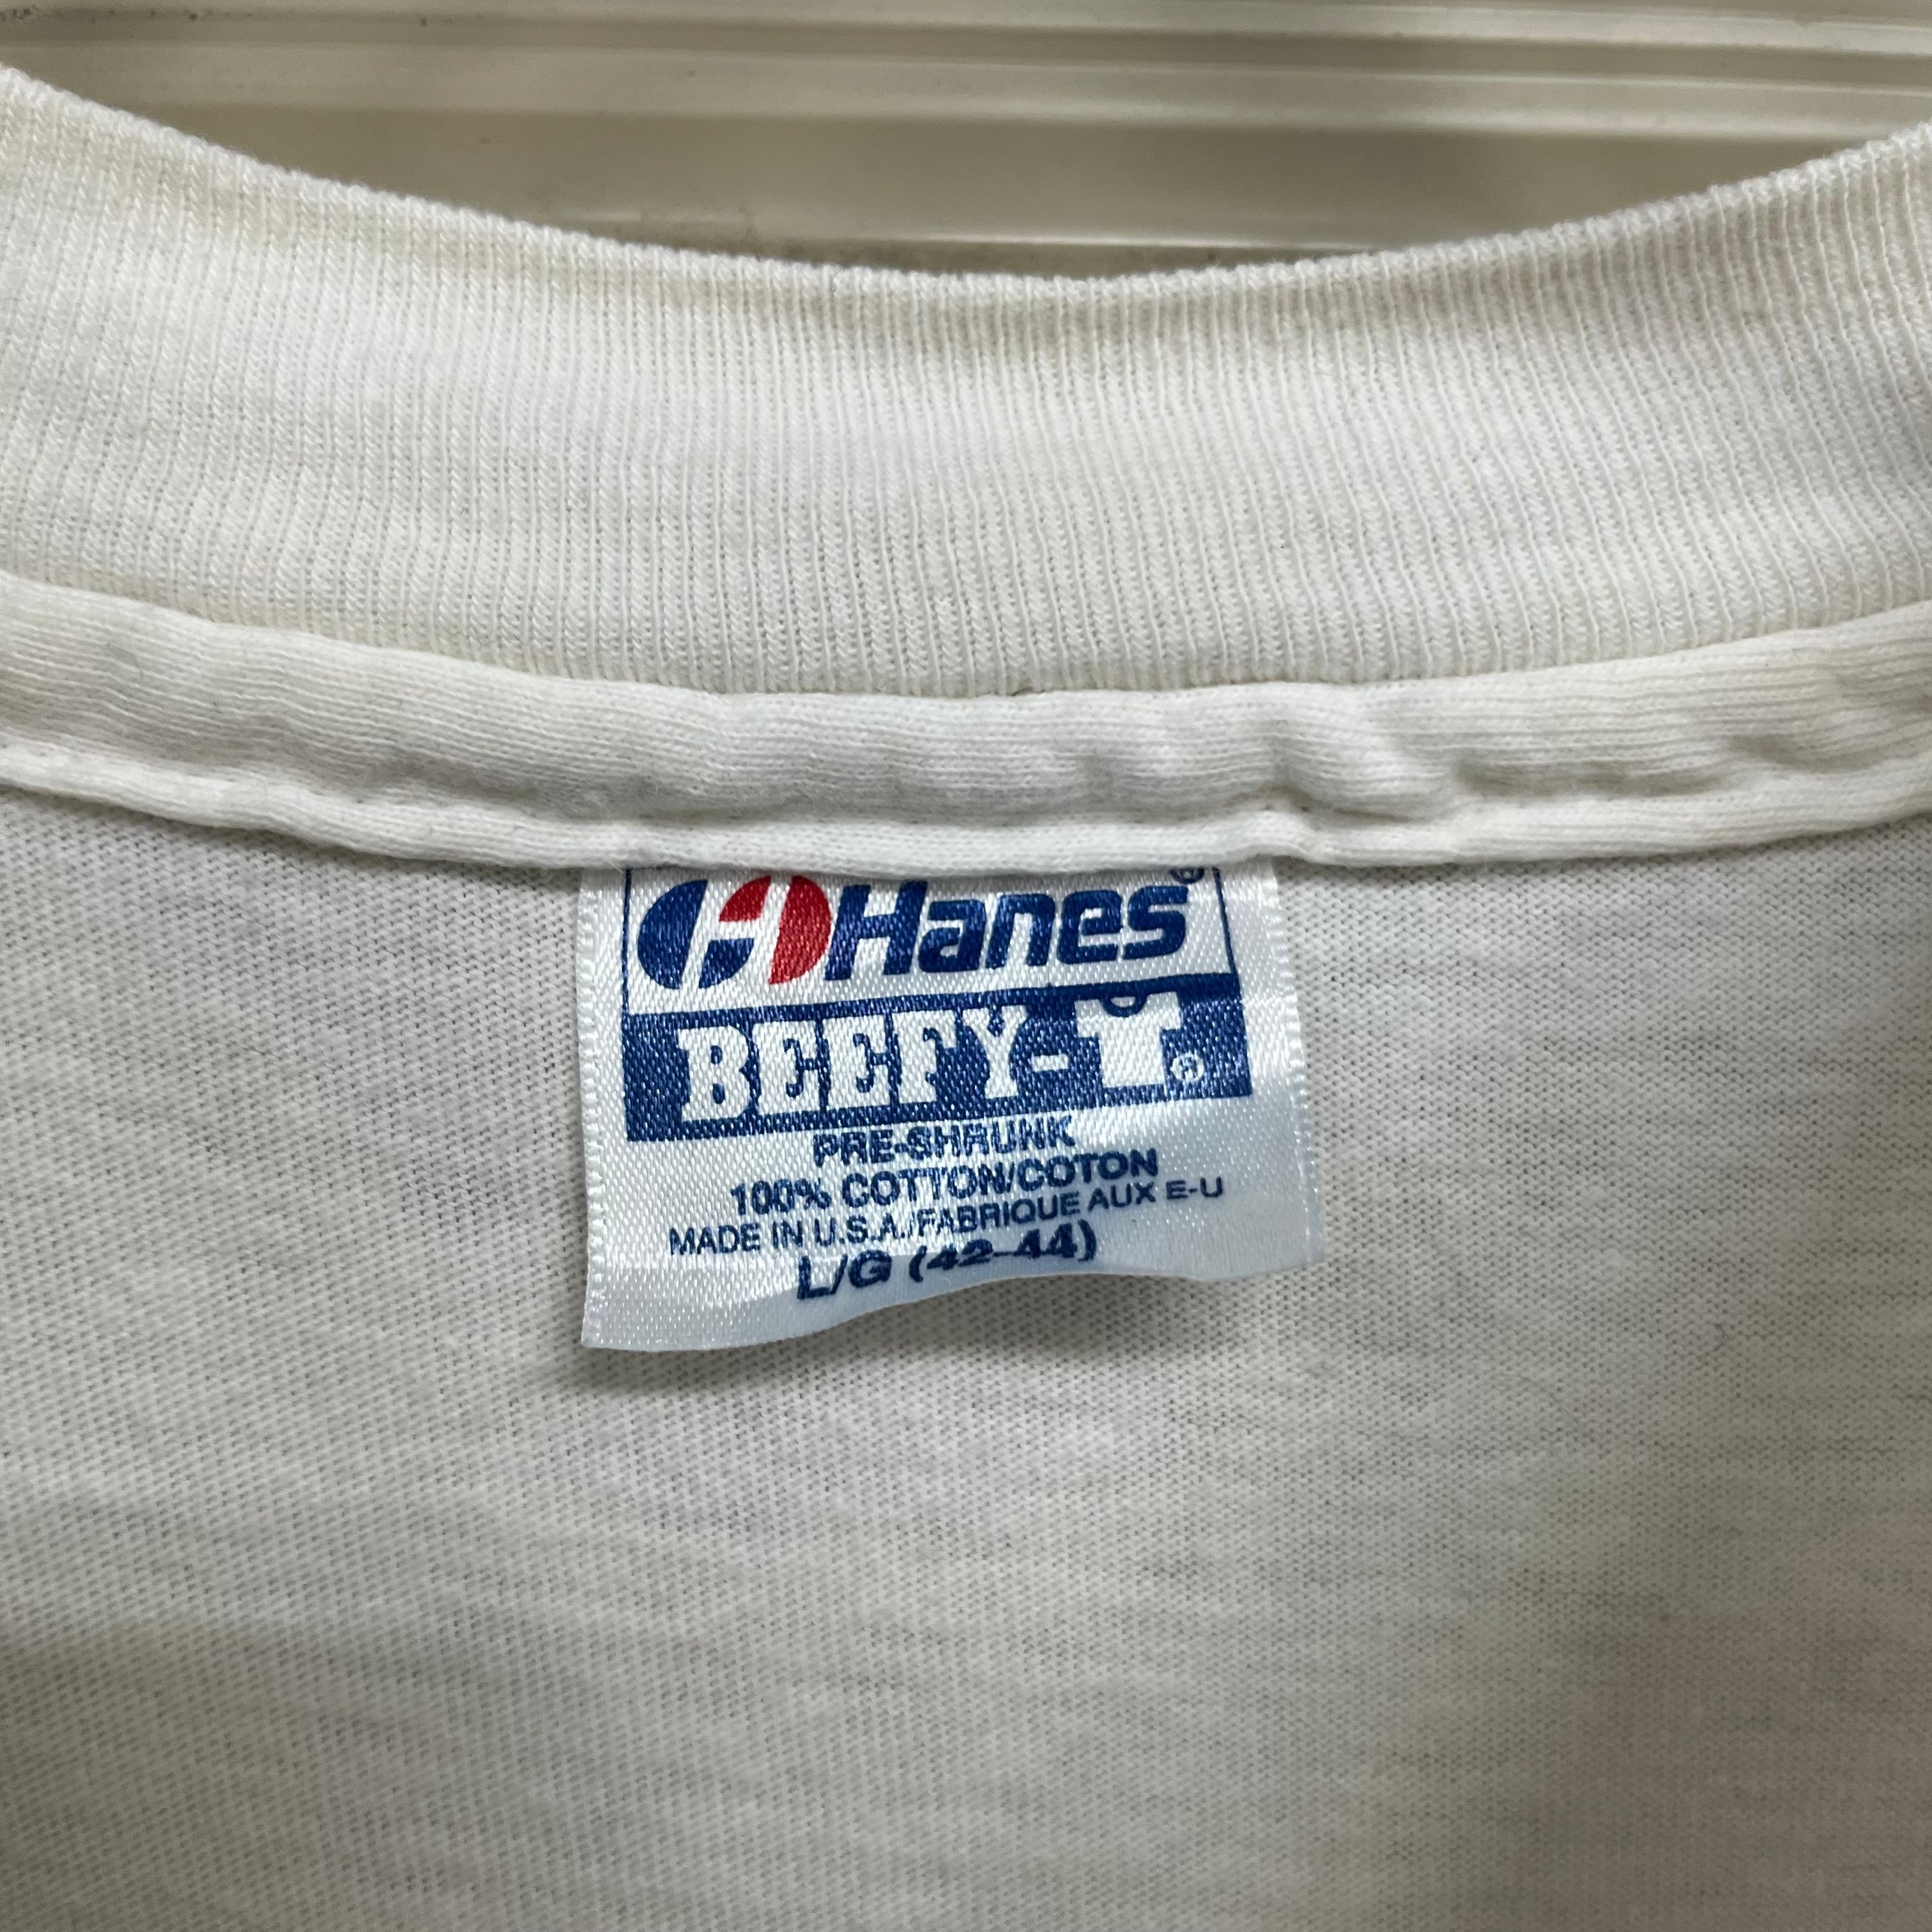 Hanes®
BEEFY-T®
PRE-SHRUNK
100% COTTON/COTON
MADE IN U.S.A./FABRIQUE AUX E-U
L/G (42-44)